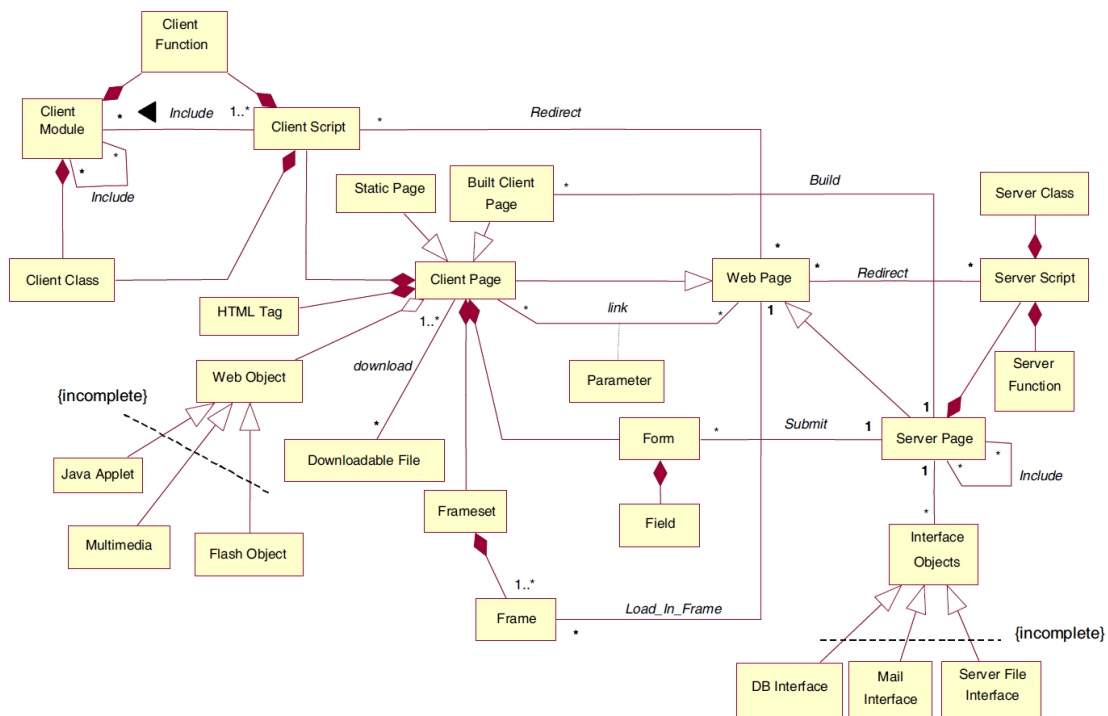 Client
Function
Client
Module
*
Include
1..*
Client Script
*
Redirect
*
*
Include
Static Page
Built Client
Page
*
Build
Server Class
Client Class
Client Page
*
Web Page
*
Redirect
*
Server Script
HTML Tag
1..*
*
link
*
1
download
Web Object
Parameter
Server
Function
{incomplete}
*
Downloadable File
Form
*
Submit
1
1
Server Page
*
*
Include
1
Java Applet
Multimedia
Flash Object
Frameset
Field
*
Interface
Objects
1..*
Frame
*
Load_In_Frame
{incomplete}
DB Interface
Mail
Interface
Server File
Interface